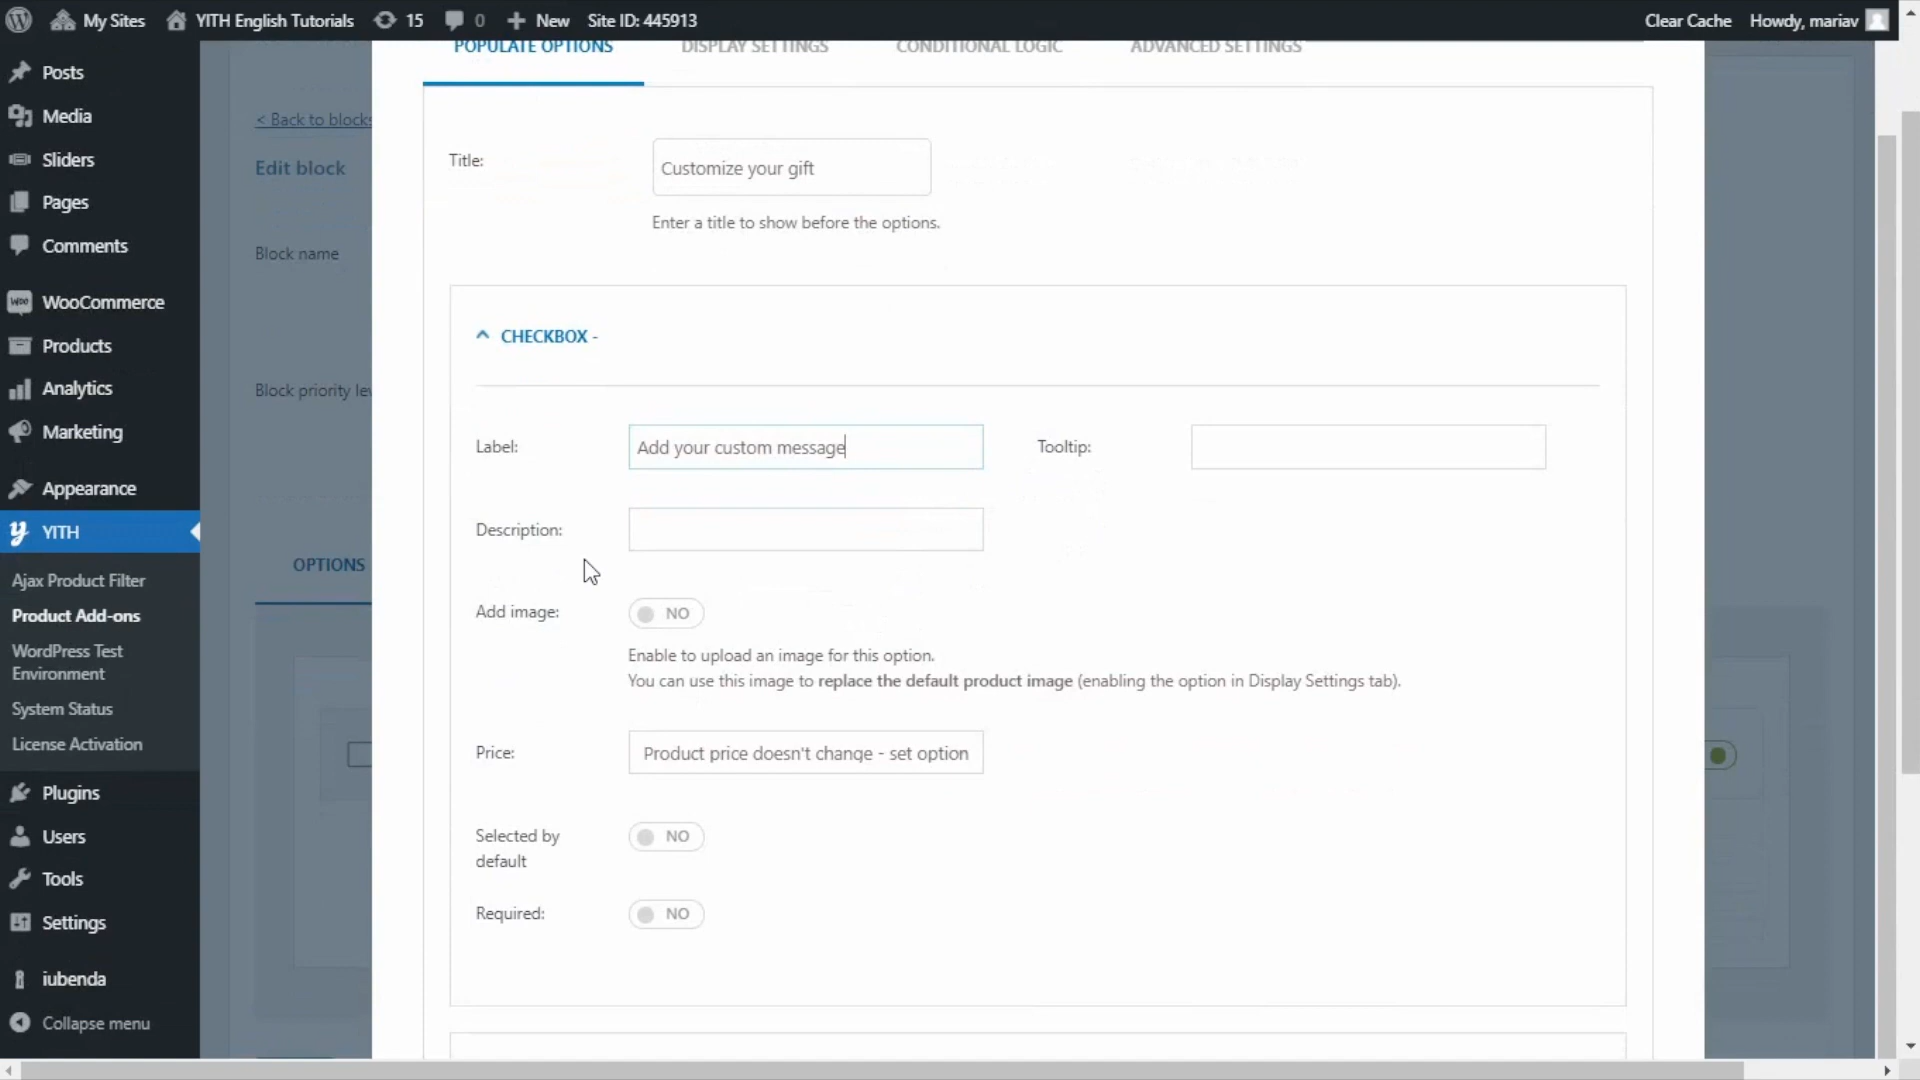 My Sites
YITH English Tutorials
15
0
New
Site ID: 445913
Clear Cache
Howdy, mariav
Posts
Media
Sliders
Pages
Comments
WooCommerce
Products
Analytics
Marketing
Appearance
YITH
Ajax Product Filter
Product Add-ons
WordPress Test
Environment
System Status
License Activation
Plugins
Users
Tools
Settings
iubenda
Collapse menu
< Back to blocks
Edit block
Block name
Block priority lev
OPTIONS
POPULATE OPTIONS
DISPLAY SETTINGS
CONDITIONAL LOGIC
ADVANCED SETTINGS
Title:
Customize your gift
Enter a title to show before the options.
CHECKBOX -
Label:
Add your custom message
Tooltip:
Description:
Add image:
NO
Enable to upload an image for this option.
You can use this image to replace the default product image (enabling the option in Display Settings tab).
Price:
Product price doesn't change - set option
Selected by
default
NO
Required:
NO